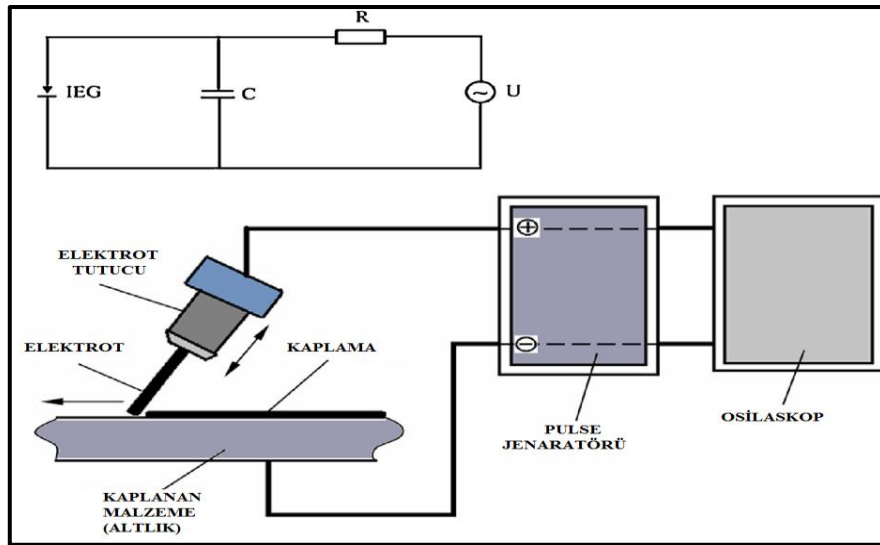 R
IEG
C
U
ELEKTROT
TUTUCU
ELEKTROT
KAPLAMA
KAPLANAN
MALZEME
(ALTLIK)
+
−
PULSE
JENARATÖRÜ
OSİLASKOP